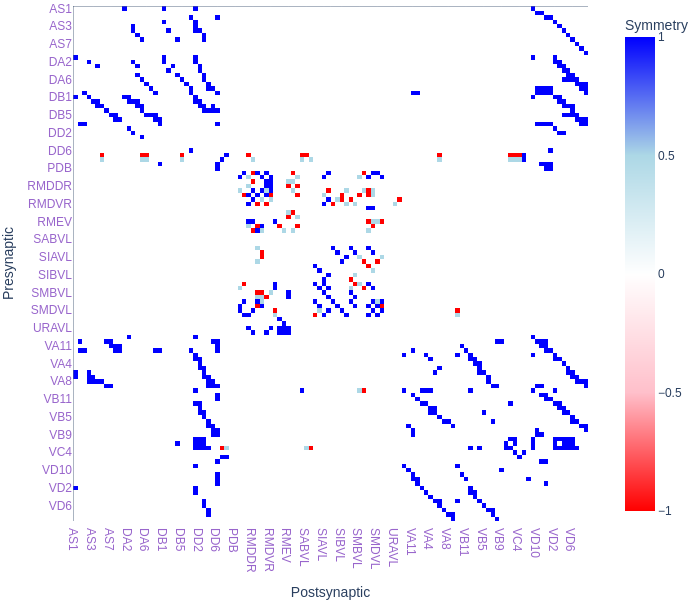 Symmetry
1
0.5
0
−0.5
−1
Presynaptic
AS1
AS3
AS7
DA2
DA6
DB1
DB5
DD2
DD6
PDB
RMDDR
RMDVR
RMEV
SABVL
SIAVL
SIBVL
SMBVL
SMDVL
URAVL
VA11
VA4
VA8
VB11
VB5
VB9
VC4
VD10
VD2
VD6
AS1
AS3
AS7
DA2
DA6
DB1
DB5
DD2
DD6
PDB
RMDDR
RMDVR
RMEV
SABVL
SIAVL
SIBVL
SMBVL
SMDVL
URAVL
VA11
VA4
VA8
VB11
VB5
VB9
VC4
VD10
VD2
VD6
Postsynaptic